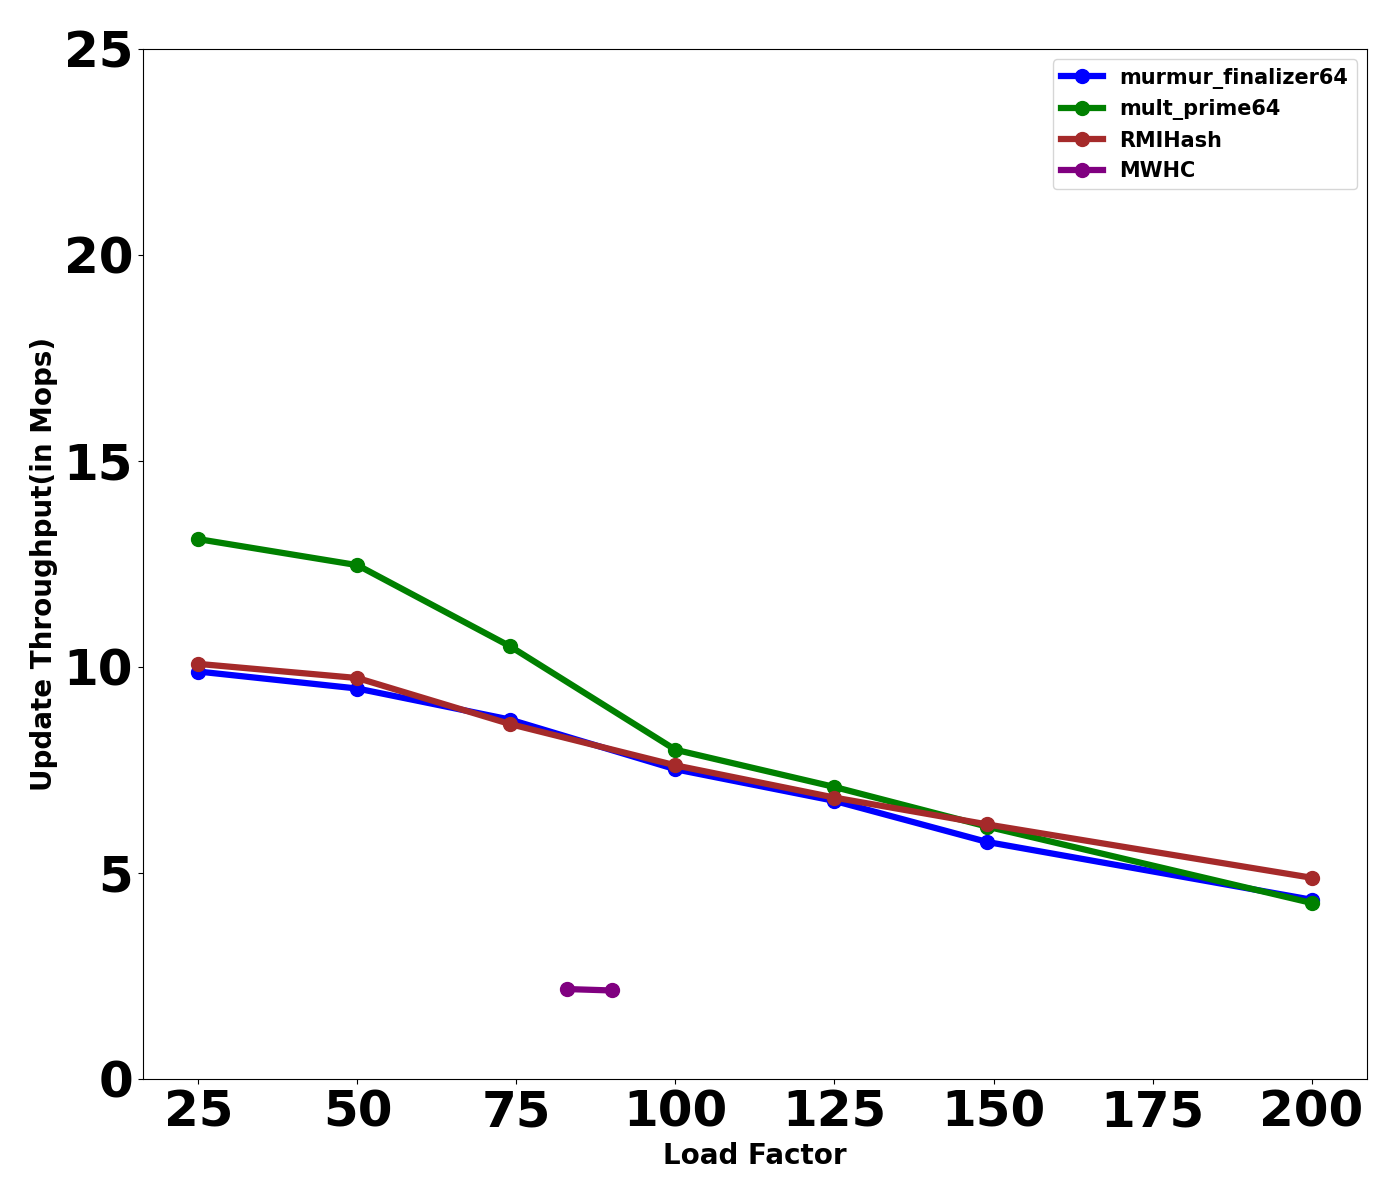 25
20
15
10
5
0
Update Throughput(in Mops)
murmur_finalizer64
mult_prime64
RMIHash
MWHC
25 50 75 100 125 150 175 200
Load Factor